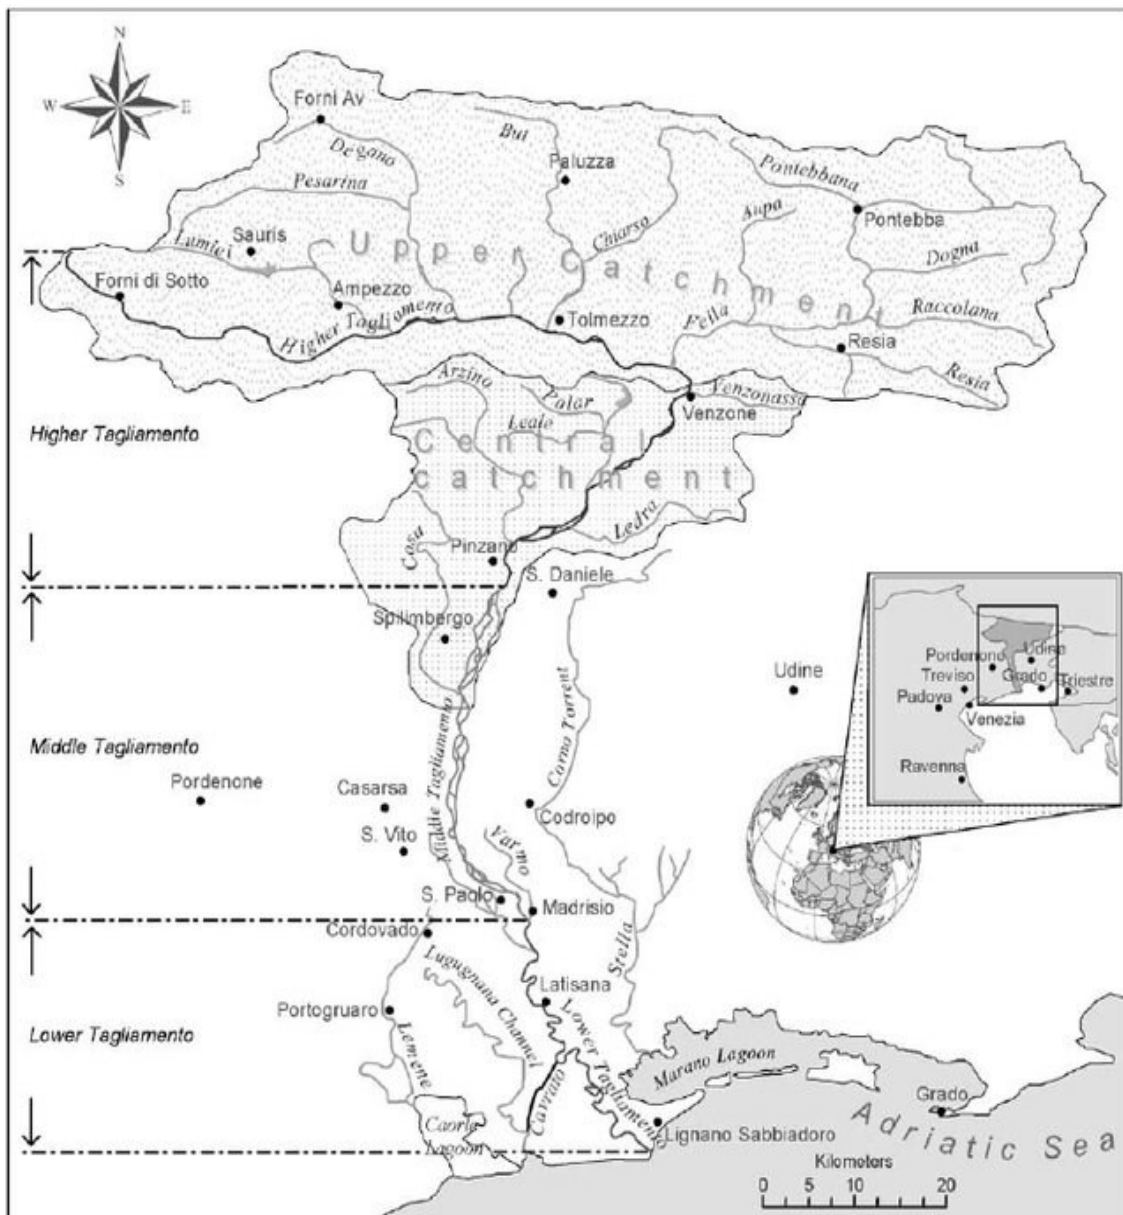 N
W E
S
Forni Av
But
Degano
Paluzza
Pontebbana
Pesarina
Chiarso
Aupa
Pontebba
Sauris
Lumiei
Upper Catchment
Dogna
Forni di Sotto
Ampezzo
Higher Tagliamento
Tolmezzo
Fella
Raccolana
Resia
Resia
Arzino
Palar
Venzonassa
Venzone
Leale
Higher Tagliamento
Central
catchment
Ledra
Cosa
Pinzano
S. Daniele
Spilimbergo
Udine
Pordenone
Udine
Treviso
Grado
Triestre
Padova
Venezia
Ravenna
Middle Tagliamento
Middle Tagliamento
Corno Torrent
Pordenone
Casarsa
Codroipo
S. Vito
Varmo
S. Paolo
Madrisio
Cordovado
Stella
Lugugnana Channel
Latisana
Portogruaro
Lower Tagliamento
Lower Tagliamento
Lemene
Cavrato
Marano Lagoon
Grado
Caorle
Lagoon
Lignano Sabbiadoro
Adriatic Sea
Kilometers
0 5 10 20